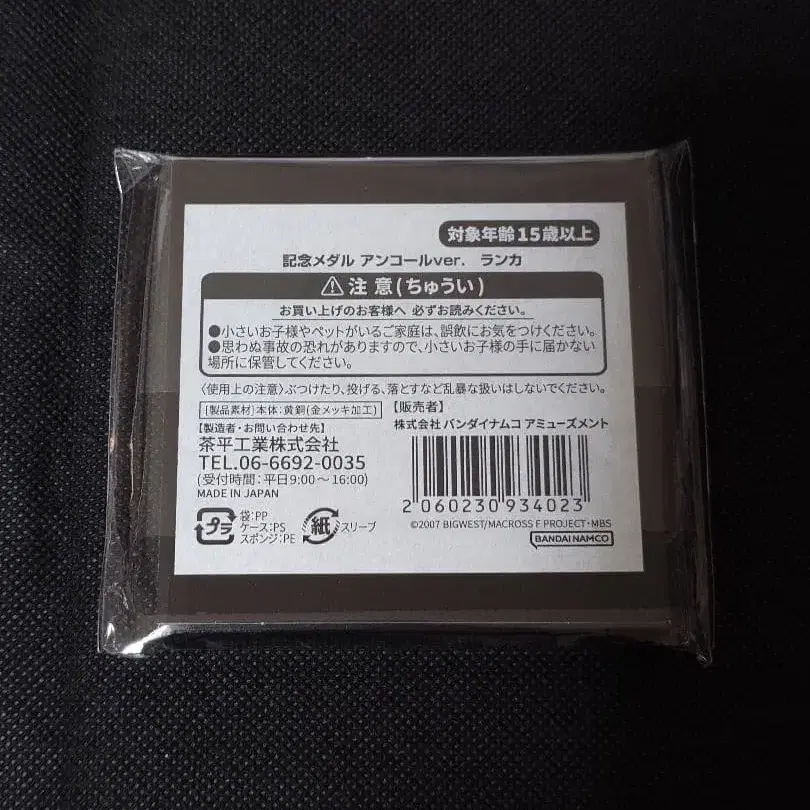 対象年齢15歳以上
記念メダル アンコールver. ランカ
⚠注 意(ちゅうい)
お買い上げのお客様へ 必ずお読みください。
●小さいお子様やペットがいるご家庭は、誤飲にお気をつけください。
●思わぬ事故の恐れがありますので、小さいお子様の手に届かない
場所に保管してください。
〈使用上の注意〉ぶつけたり、投げる、落とすなど乱暴な扱いはしないでください。
[製品素材]本体:黄銅(金メッキ加工)
【製造者・お問い合わせ先】
茶平工業株式会社
TEL.06-6692-0035
(受付時間:平日9:00～16:00)
MADE IN JAPAN
【販売者】
株式会社 バンダイナムコ アミューズメント
2 060230 934023
©2007 BIGWEST/MACROSS F PROJECT・MBS
BANDAI NAMCO
プラ
袋:PP
ケース:PS
スポンジ:PE
紙 スリーブ